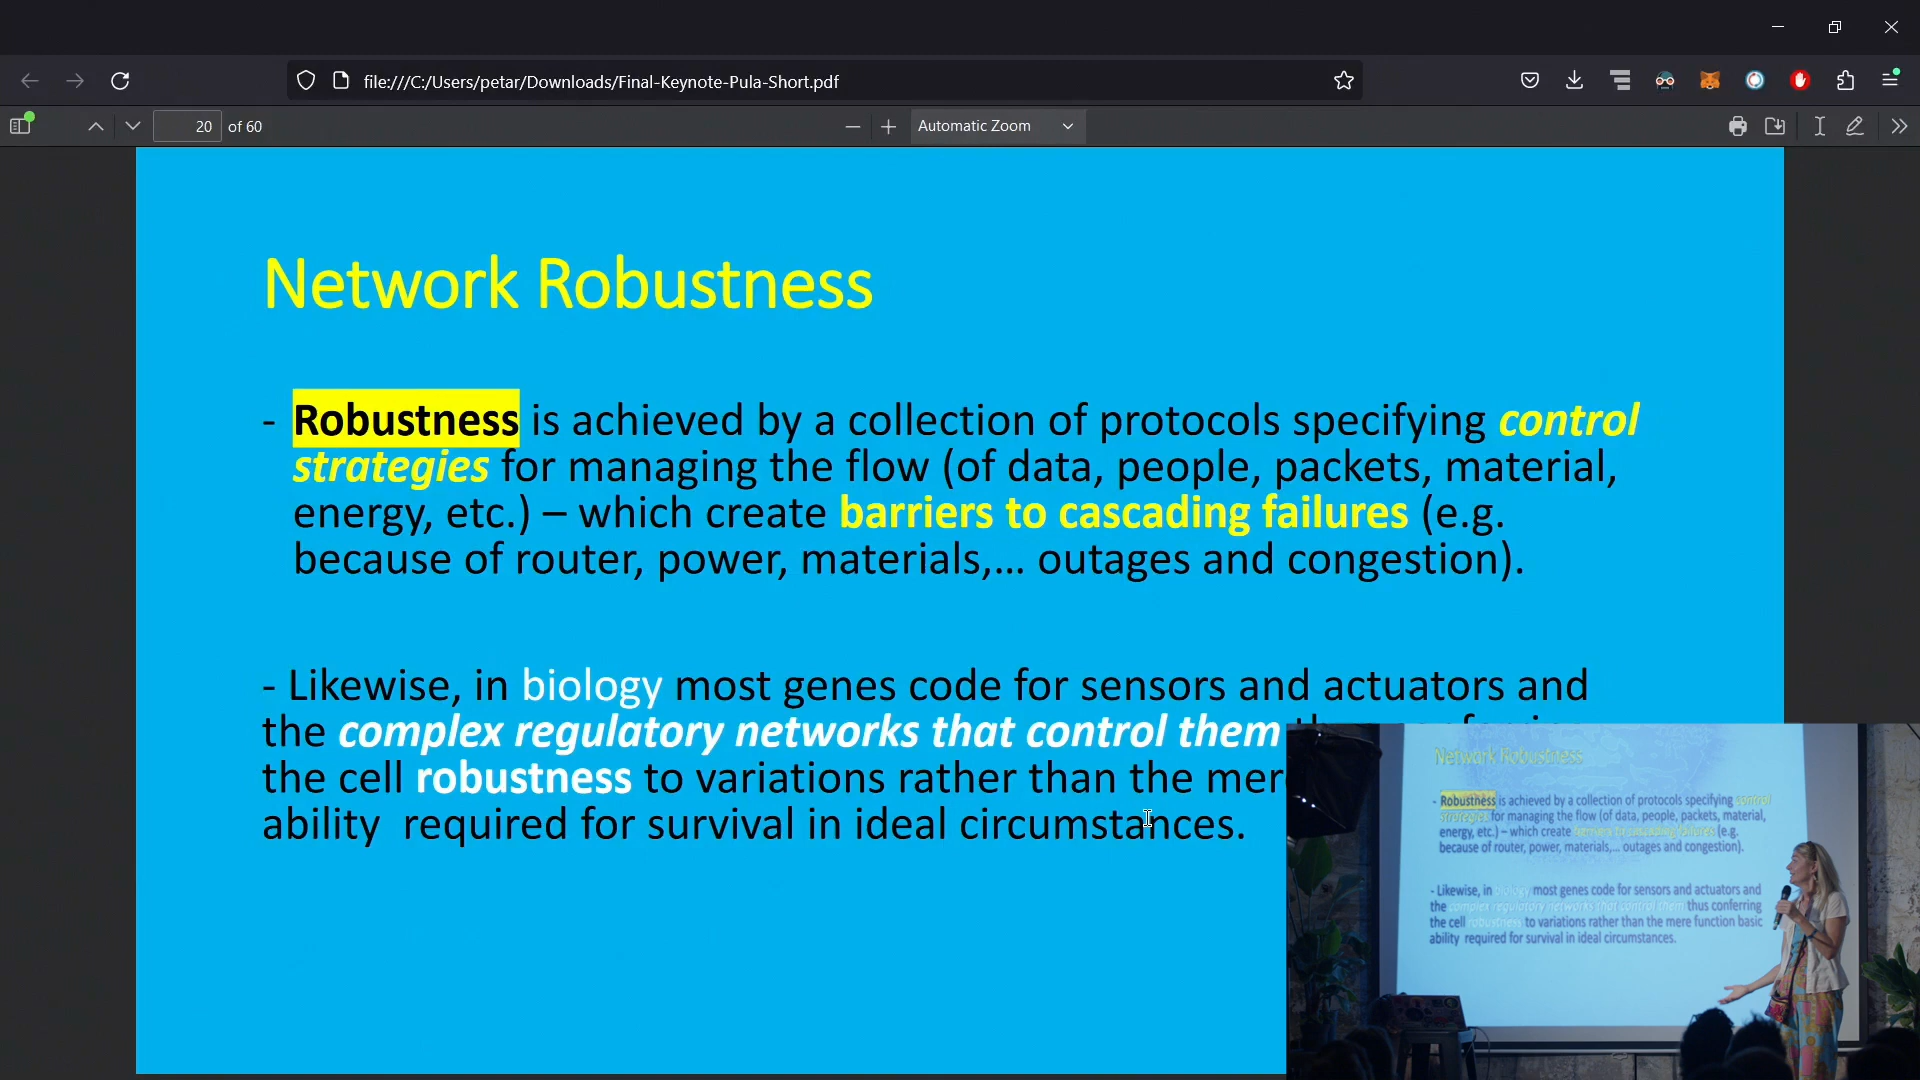 file:///C:/Users/petar/Downloads/Final-Keynote-Pula-Short.pdf
20 of 60
Automatic Zoom
Network Robustness
- Robustness is achieved by a collection of protocols specifying control
strategies for managing the flow (of data, people, packets, material,
energy, etc.) – which create barriers to cascading failures (e.g.
because of router, power, materials,... outages and congestion).
- Likewise, in biology most genes code for sensors and actuators and
the complex regulatory networks that control them
the cell robustness to variations rather than the mere
ability required for survival in ideal circumstances.
Network Robustness
- Robustness is achieved by a collection of protocols specifying control
strategies for managing the flow (of data, people, packets, material,
energy, etc.) – which create barriers to cascading failures (e.g.
because of router, power, materials,... outages and congestion).
- Likewise, in biology most genes code for sensors and actuators and
the complex regulatory networks that control them thus conferring
the cell robustness to variations rather than the mere function basic
ability required for survival in ideal circumstances.